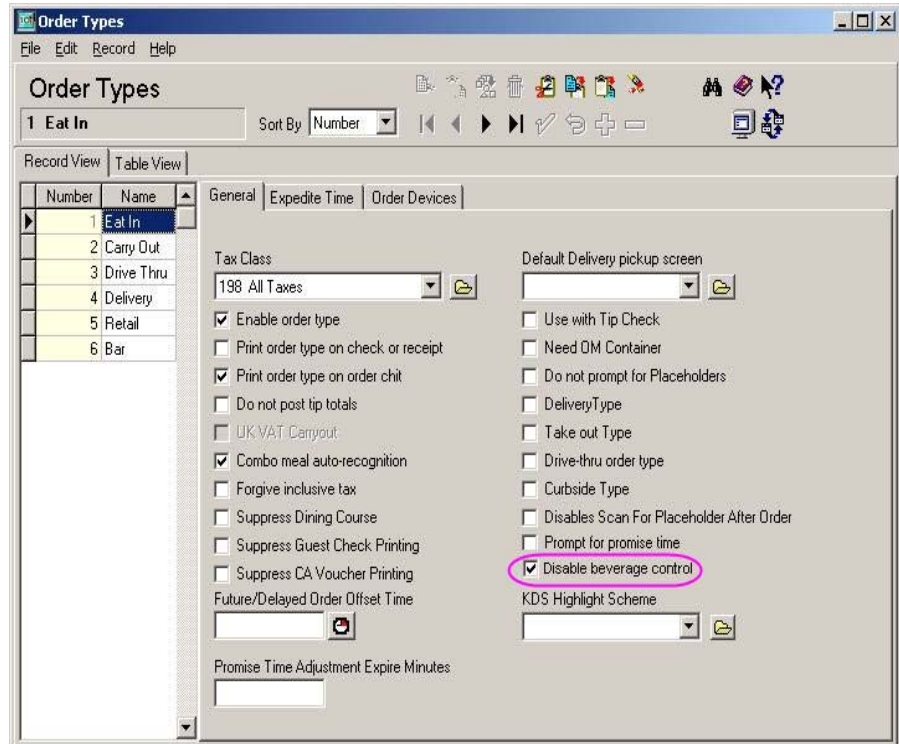 Order Types
File Edit Record Help
Order Types
1 Eat In
Sort By Number
Record View Table View
Number Name
1 Eat In
2 Carry Out
3 Drive Thru
4 Delivery
5 Retail
6 Bar
General Expedite Time Order Devices
Tax Class
198 All Taxes
Enable order type
Print order type on check or receipt
Print order type on order chit
Do not post tip totals
UK VAT Carryout
Combo meal auto-recognition
Forgive inclusive tax
Suppress Dining Course
Suppress Guest Check Printing
Suppress CA Voucher Printing
Future/Delayed Order Offset Time
Promise Time Adjustment Expire Minutes
Default Delivery pickup screen
Use with Tip Check
Need OM Container
Do not prompt for Placeholders
DeliveryType
Take out Type
Drive-thru order type
Curbside Type
Disables Scan For Placeholder After Order
Prompt for promise time
Disable beverage control
KDS Highlight Scheme